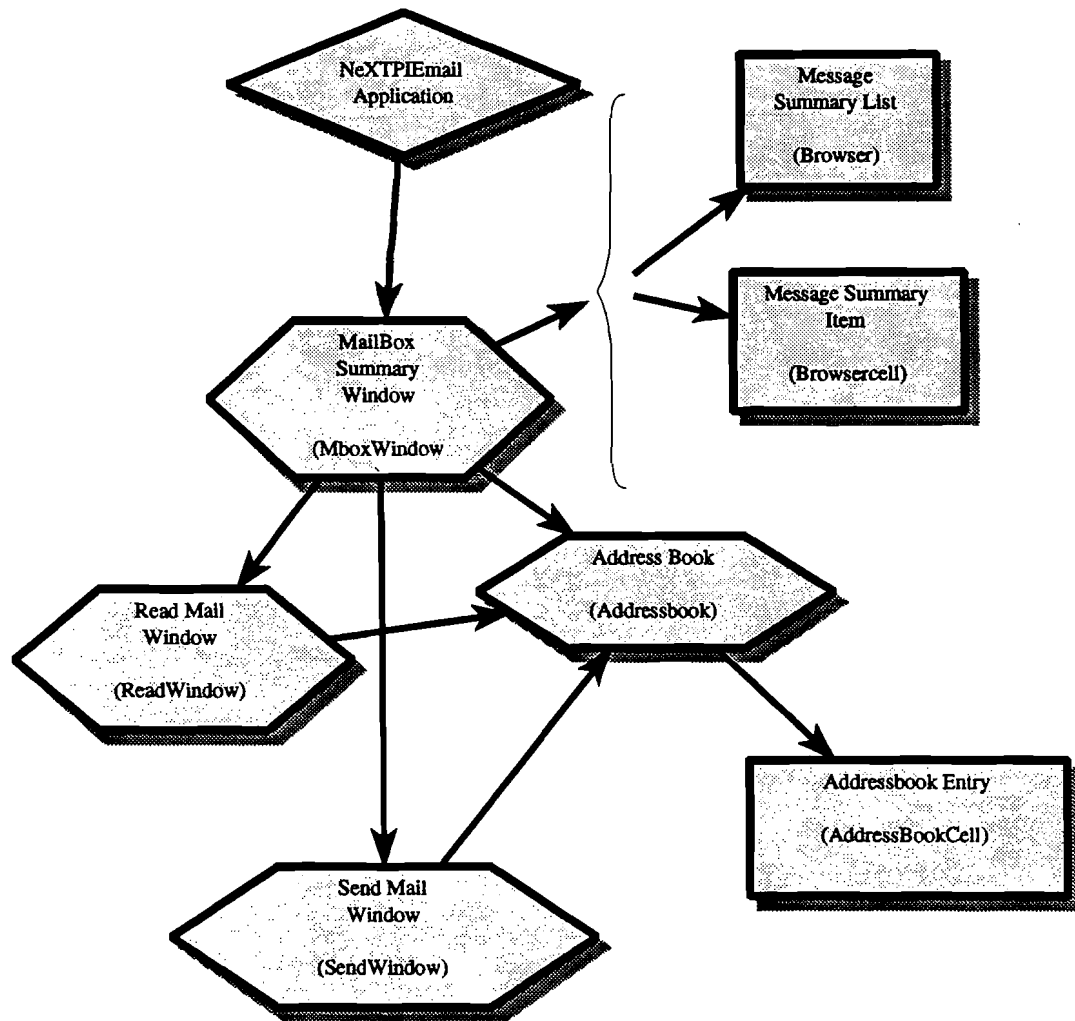 NeXTPIEmail
Application
Message
Summary List
(Browser)
Message Summary
Item
(Browsercell)
MailBox
Summary
Window
(MboxWindow
Address Book
(Addressbook)
Read Mail
Window
(ReadWindow)
Addressbook Entry
(AddressBookCell)
Send Mail
Window
(SendWindow)